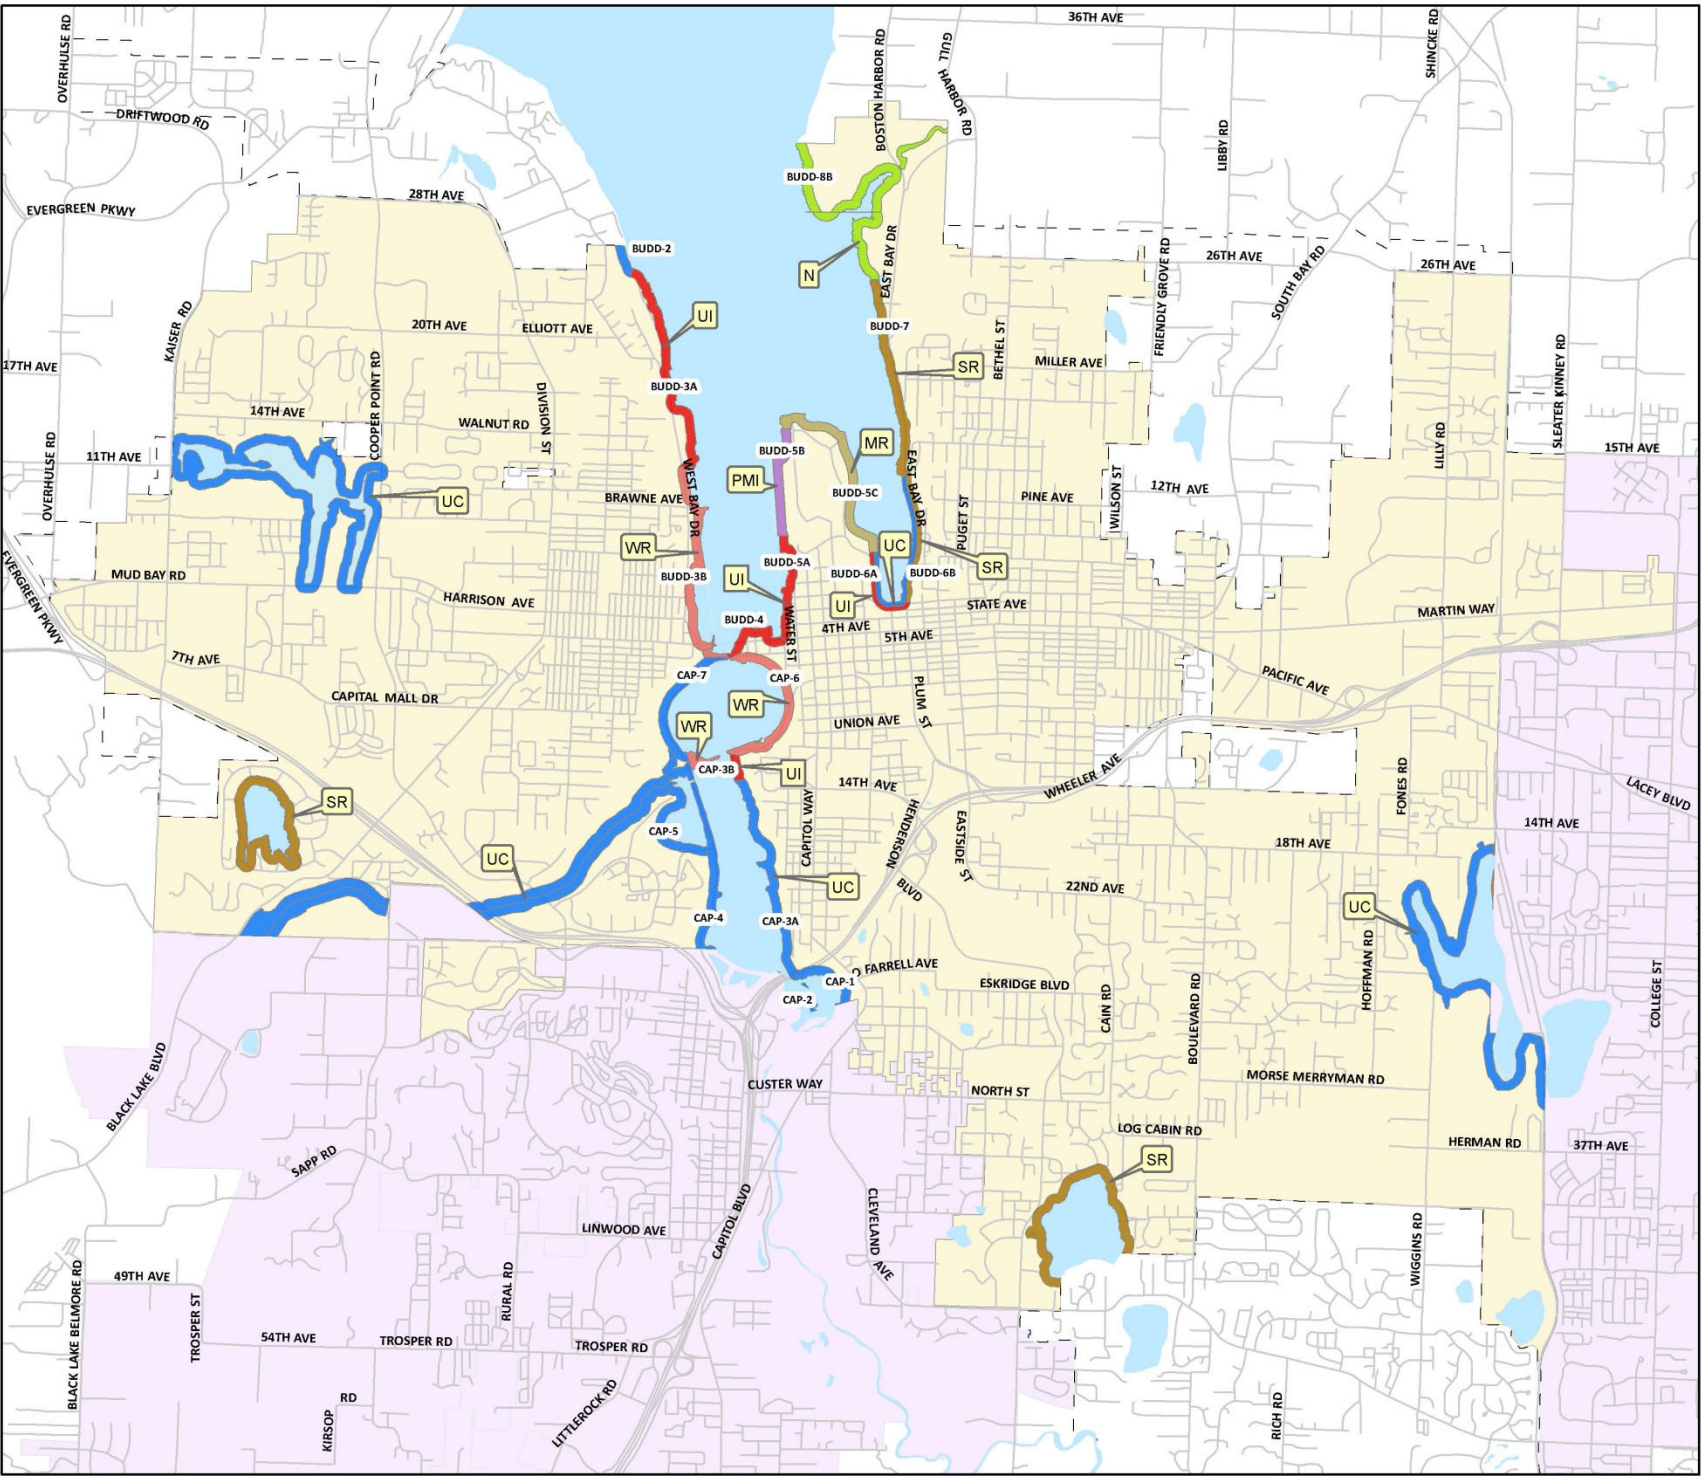 36TH AVE
OVERHULSE RD
BOSTON HARBOR RD
GULL HARBOR RD
SHINCKE RD
DRIFTWOOD RD
LIBBY RD
BUDD-8B
28TH AVE
EVERGREEN PKWY
BUDD-2
N
EAST BAY DR
26TH AVE
26TH AVE
FRIENDLY GROVE RD
SOUTH BAY RD
KAISER RD
UI
20TH AVE
ELLIOTT AVE
BUDD-7
BETHEL ST
17TH AVE
COOPER POINT RD
SR
MILLER AVE
SLEATER KINNEY RD
BUDD-3A
14TH AVE
WALNUT RD
DIVISION ST
MR
LILLY RD
15TH AVE
11TH AVE
OVERHULSE RD
BUDD-5B
PMI
BUDD-5C
WEST BAY DR
EAST BAY DR
12TH AVE
UC
BRAWNE AVE
PINE AVE
WILSON ST
PUGET ST
WR
UC
SR
EVERGREEN PKWY
MUD BAY RD
BUDD-3B
BUDD-5A
UI
BUDD-6A
BUDD-6B
HARRISON AVE
UI
STATE AVE
MARTIN WAY
BUDD-4
WATER ST
4TH AVE
5TH AVE
7TH AVE
CAP-7
CAP-6
PACIFIC AVE
CAPITAL MALL DR
WR
PLUM ST
WR
UNION AVE
CAP-3B
UI
14TH AVE
WHEELER AVE
FONES RD
LACEY BLVD
SR
CAPITOL WAY
HENDERSON BLVD
EASTSIDE ST
14TH AVE
CAP-5
18TH AVE
UC
UC
22ND AVE
UC
CAP-4
CAP-3A
HOFFMAN RD
O FARRELL AVE
CAP-1
CAP-2
ESKRIDGE BLVD
CAIN RD
BOULEVARD RD
COLLEGE ST
BLACK LAKE BLVD
CUSTER WAY
NORTH ST
MORSE MERRYMAN RD
LOG CABIN RD
HERMAN RD
37TH AVE
SAPP RD
SR
CAPITOL BLVD
CLEVELAND AVE
LINWOOD AVE
WIGGINS RD
49TH AVE
BLACK LAKE BELMORE RD
TROSPER ST
RURAL RD
54TH AVE
TROSPER RD
TROSPER RD
KIRSOP RD
LITTLEROCK RD
RICH RD